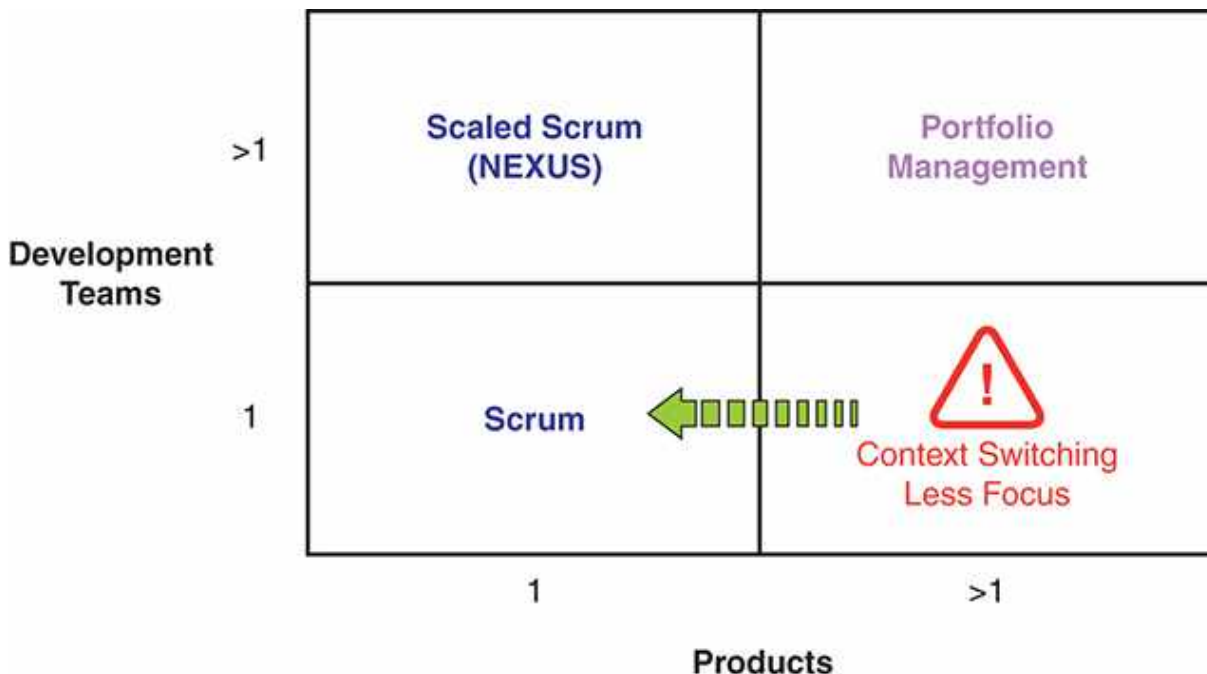 Scaled Scrum
(NEXUS)
Portfolio
Management
>1
Development
Teams
1
Scrum
!
Context Switching
Less Focus
1
>1
Products